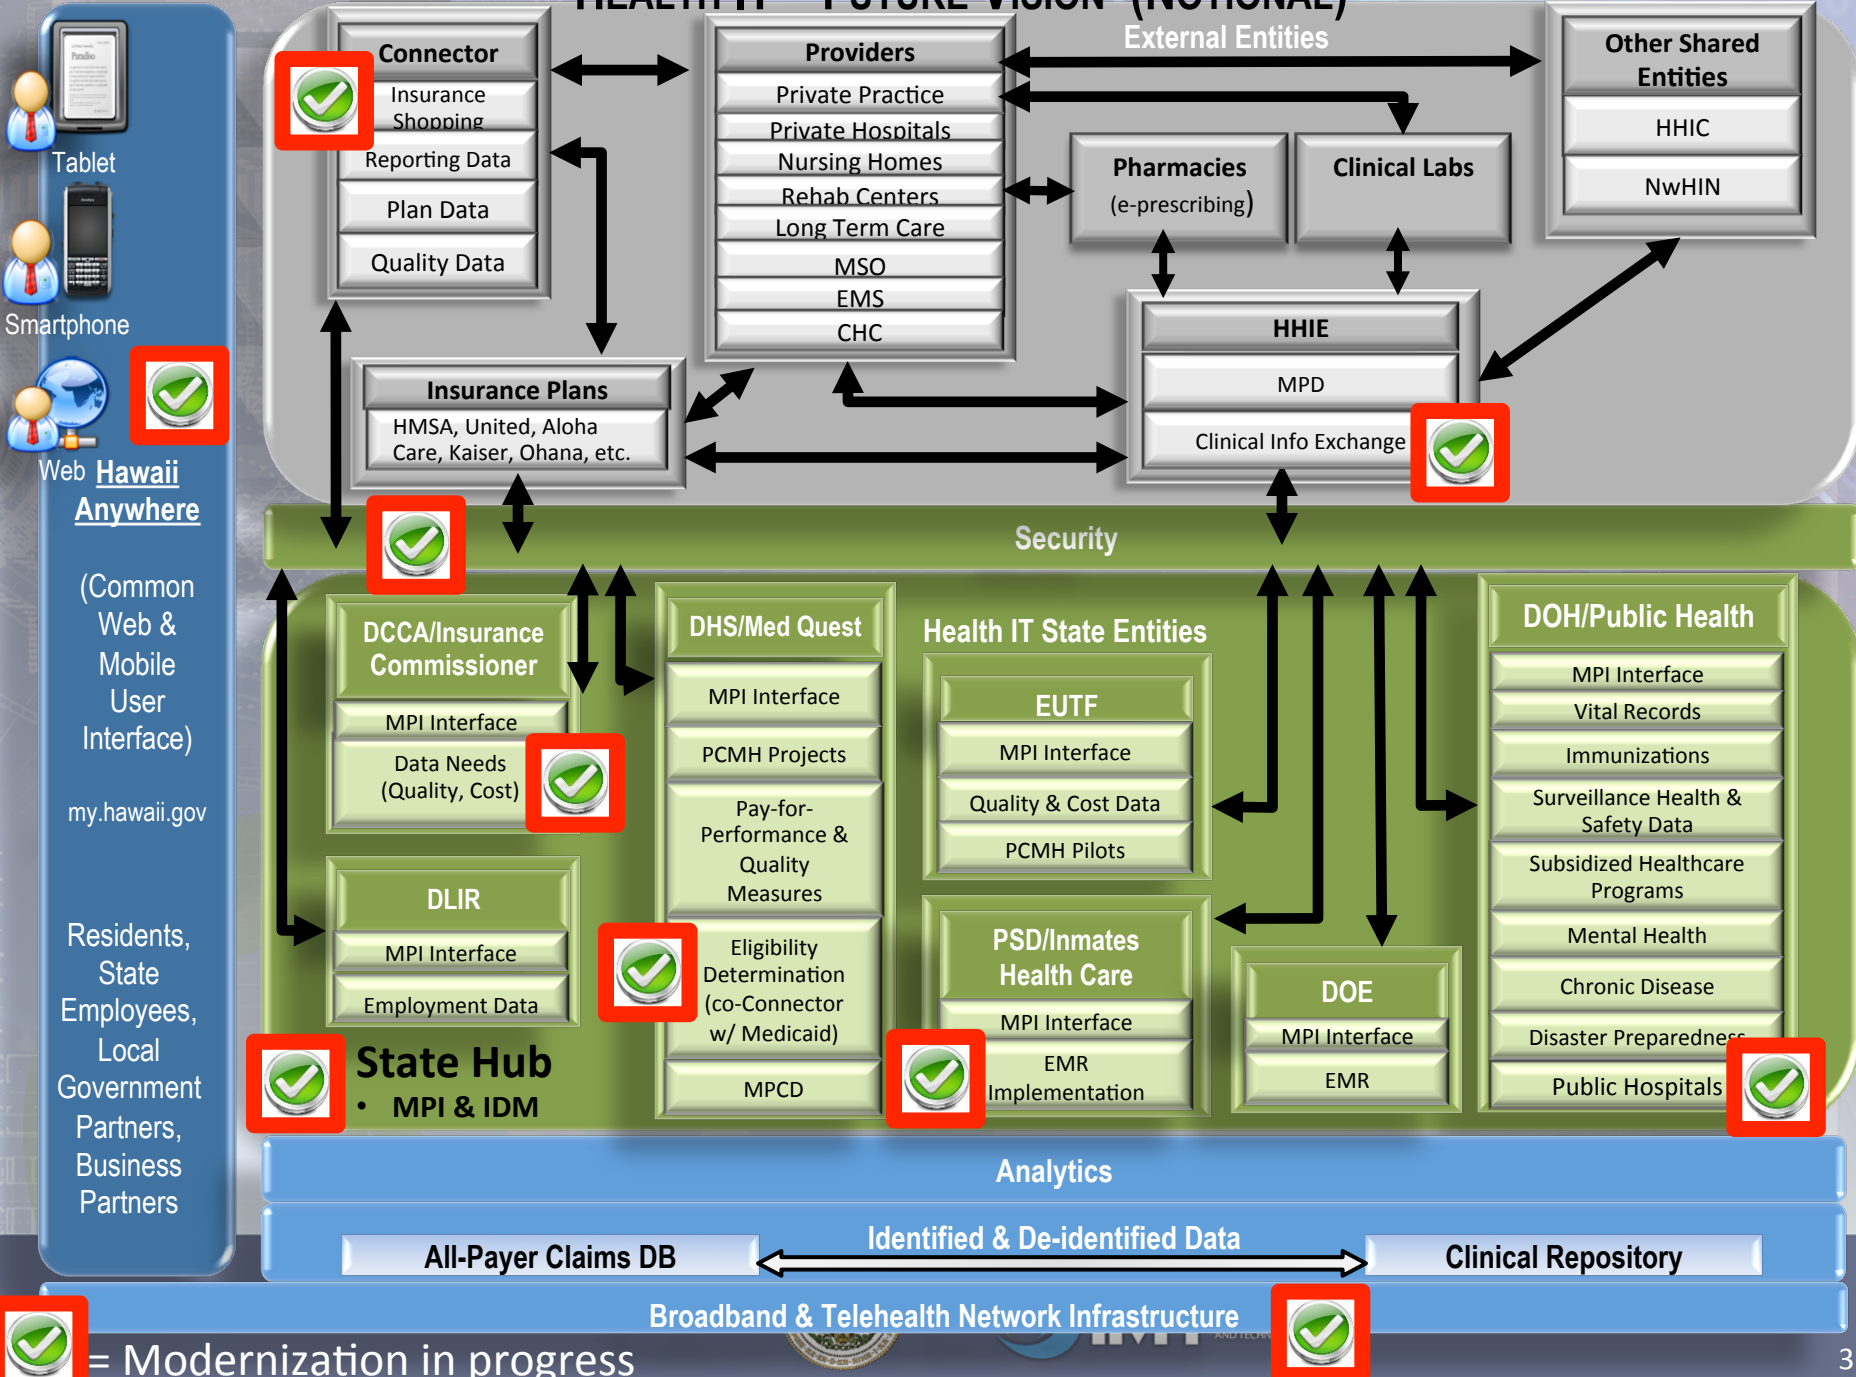 HEALTH IT "FUTURE VISION" (NOTIONAL)
External Entities
Tablet
Smartphone
Web
Hawaii
Anywhere
(Common
Web &
Mobile
User
Interface)
my.hawaii.gov
Residents,
State
Employees,
Local
Government
Partners,
Business
Partners
Connector
Insurance
Shopping
Reporting Data
Plan Data
Quality Data
Providers
Private Practice
Private Hospitals
Nursing Homes
Rehab Centers
Long Term Care
MSO
EMS
CHC
Pharmacies
(e-prescribing)
Clinical Labs
Other Shared
Entities
HHIC
NwHIN
Insurance Plans
HMSA, United, Aloha
Care, Kaiser, Ohana, etc.
HHIE
MPD
Clinical Info Exchange
Security
DCCA/Insurance
Commissioner
MPI Interface
Data Needs
(Quality, Cost)
DLIR
MPI Interface
Employment Data
State Hub
• MPI & IDM
DHS/Med Quest
MPI Interface
PCMH Projects
Pay-for-
Performance &
Quality
Measures
Eligibility
Determination
(co-Connector
w/ Medicaid)
MPCD
Health IT State Entities
EUTF
MPI Interface
Quality & Cost Data
PCMH Pilots
PSD/Inmates
Health Care
MPI Interface
EMR
Implementation
DOE
MPI Interface
EMR
DOH/Public Health
MPI Interface
Vital Records
Immunizations
Surveillance Health &
Safety Data
Subsidized Healthcare
Programs
Mental Health
Chronic Disease
Disaster Preparedness
Public Hospitals
Analytics
Identified & De-identified Data
All-Payer Claims DB
Clinical Repository
Broadband & Telehealth Network Infrastructure
= Modernization in progress
3